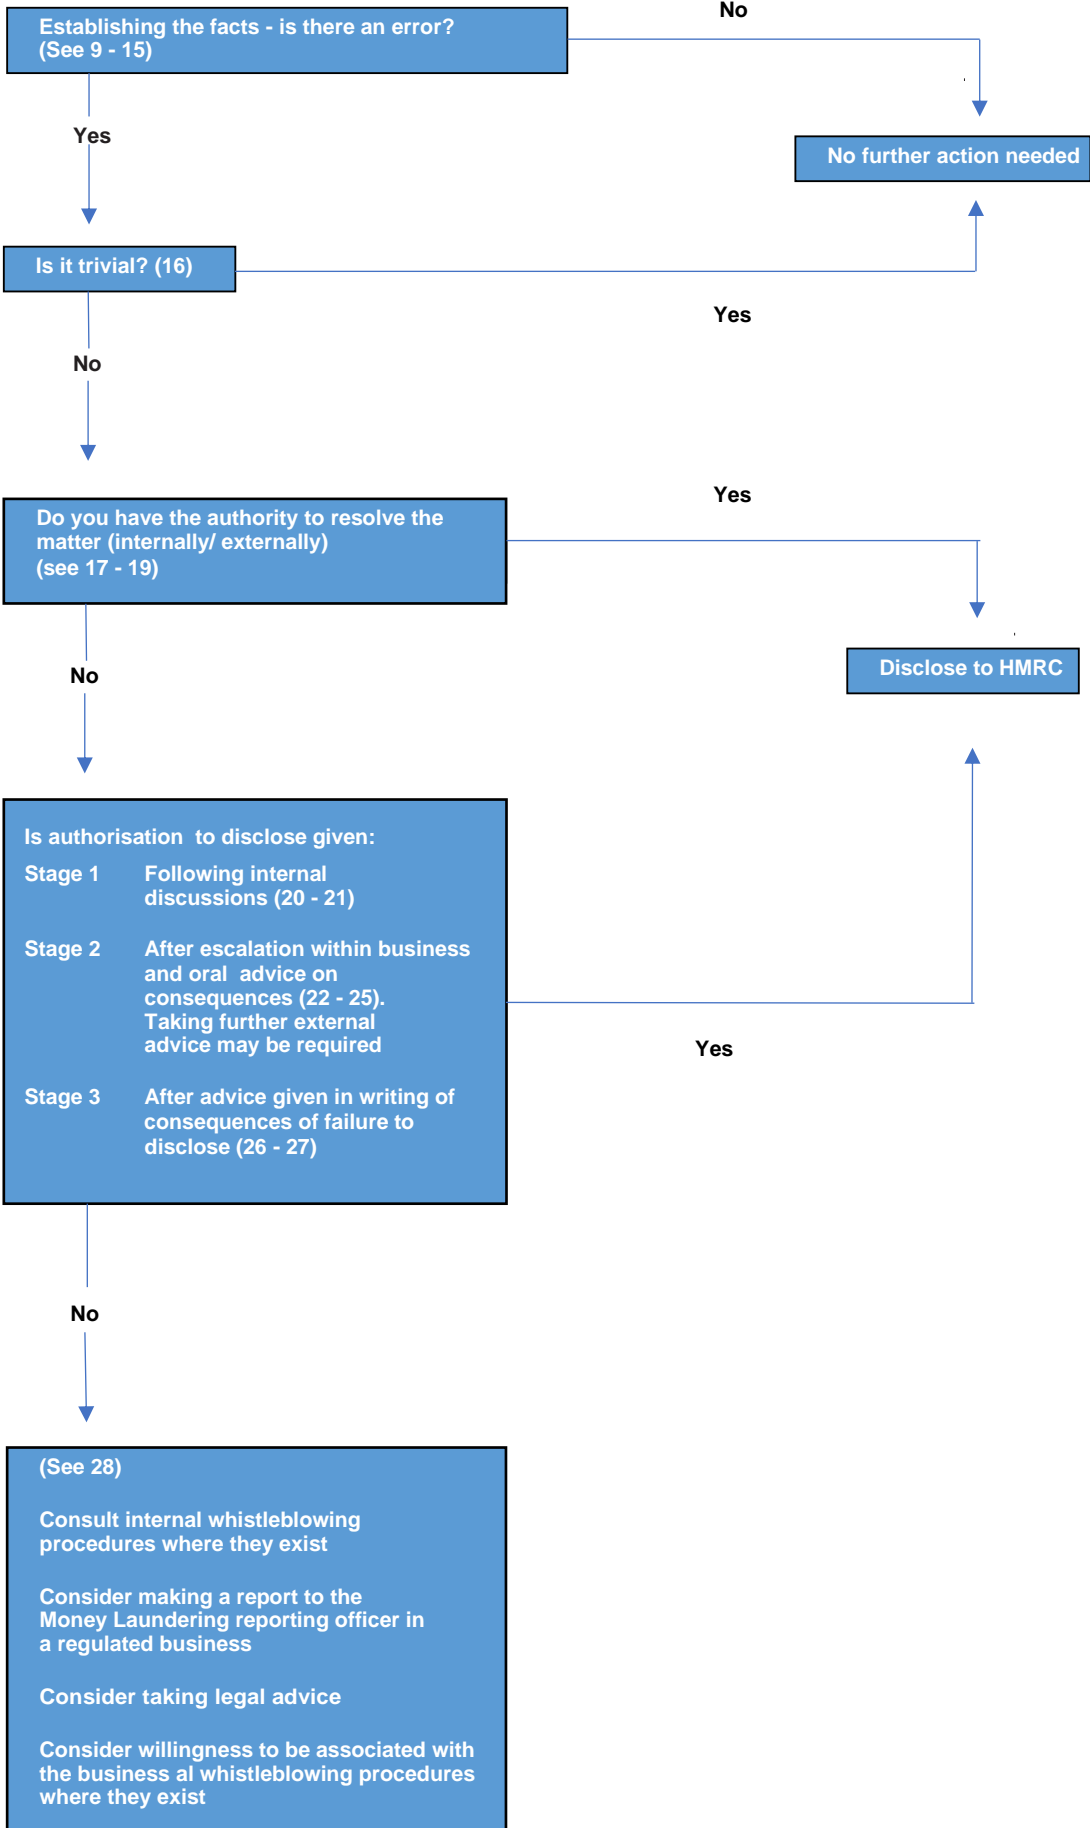 No
Establishing the facts - is there an error?
(See 9 - 15)
Yes
No further action needed
Is it trivial? (16)
Yes
No
Yes
Do you have the authority to resolve the
matter (internally/ externally)
(see 17 - 19)
No
Disclose to HMRC
Is authorisation to disclose given:
Stage 1 Following internal
discussions (20 - 21)
Stage 2 After escalation within business
and oral advice on
consequences (22 - 25).
Taking further external
advice may be required
Yes
Stage 3 After advice given in writing of
consequences of failure to
disclose (26 - 27)
No
(See 28)
Consult internal whistleblowing
procedures where they exist
Consider making a report to the
Money Laundering reporting officer in
a regulated business
Consider taking legal advice
Consider willingness to be associated with
the business al whistleblowing procedures
where they exist